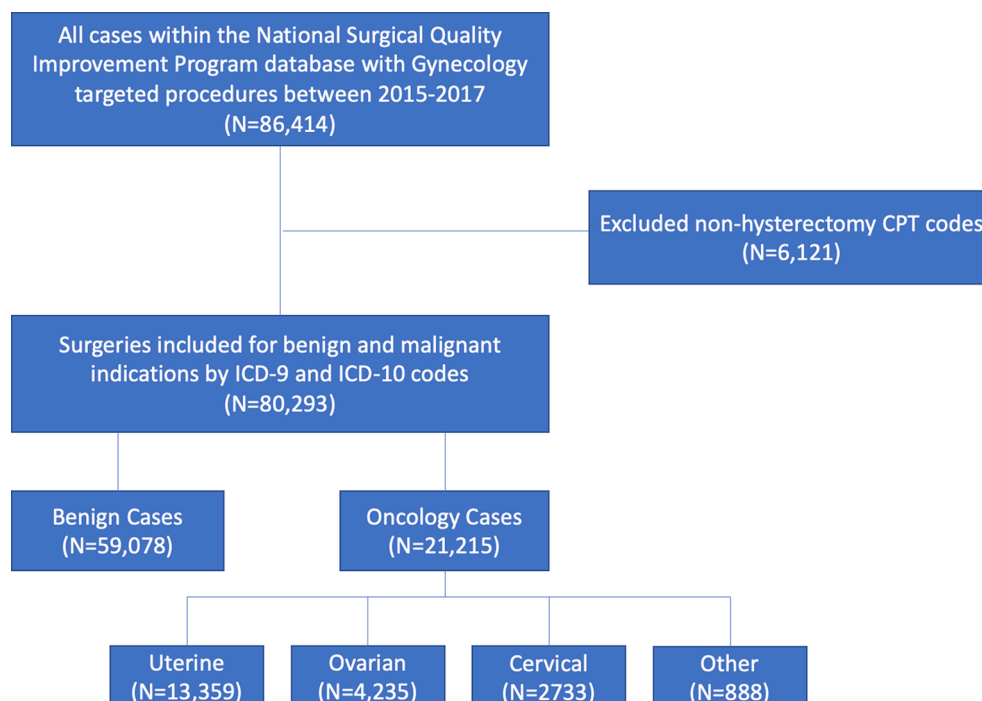 All cases within the National Surgical Quality
Improvement Program database with Gynecology
targeted procedures between 2015-2017
(N=86,414)
Excluded non-hysterectomy CPT codes
(N=6,121)
Surgeries included for benign and malignant
indications by ICD-9 and ICD-10 codes
(N=80,293)
Benign Cases
(N=59,078)
Oncology Cases
(N=21,215)
Uterine
(N=13,359)
Ovarian
(N=4,235)
Cervical
(N=2733)
Other
(N=888)